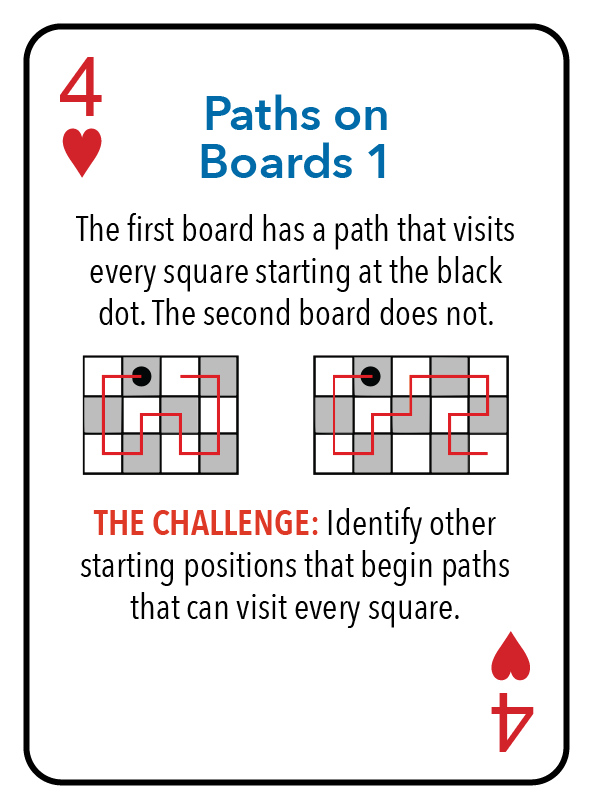 4
Paths on
Boards 1
The first board has a path that visits
every square starting at the black
dot. The second board does not.
THE CHALLENGE: Identify other
starting positions that begin paths
that can visit every square.
4